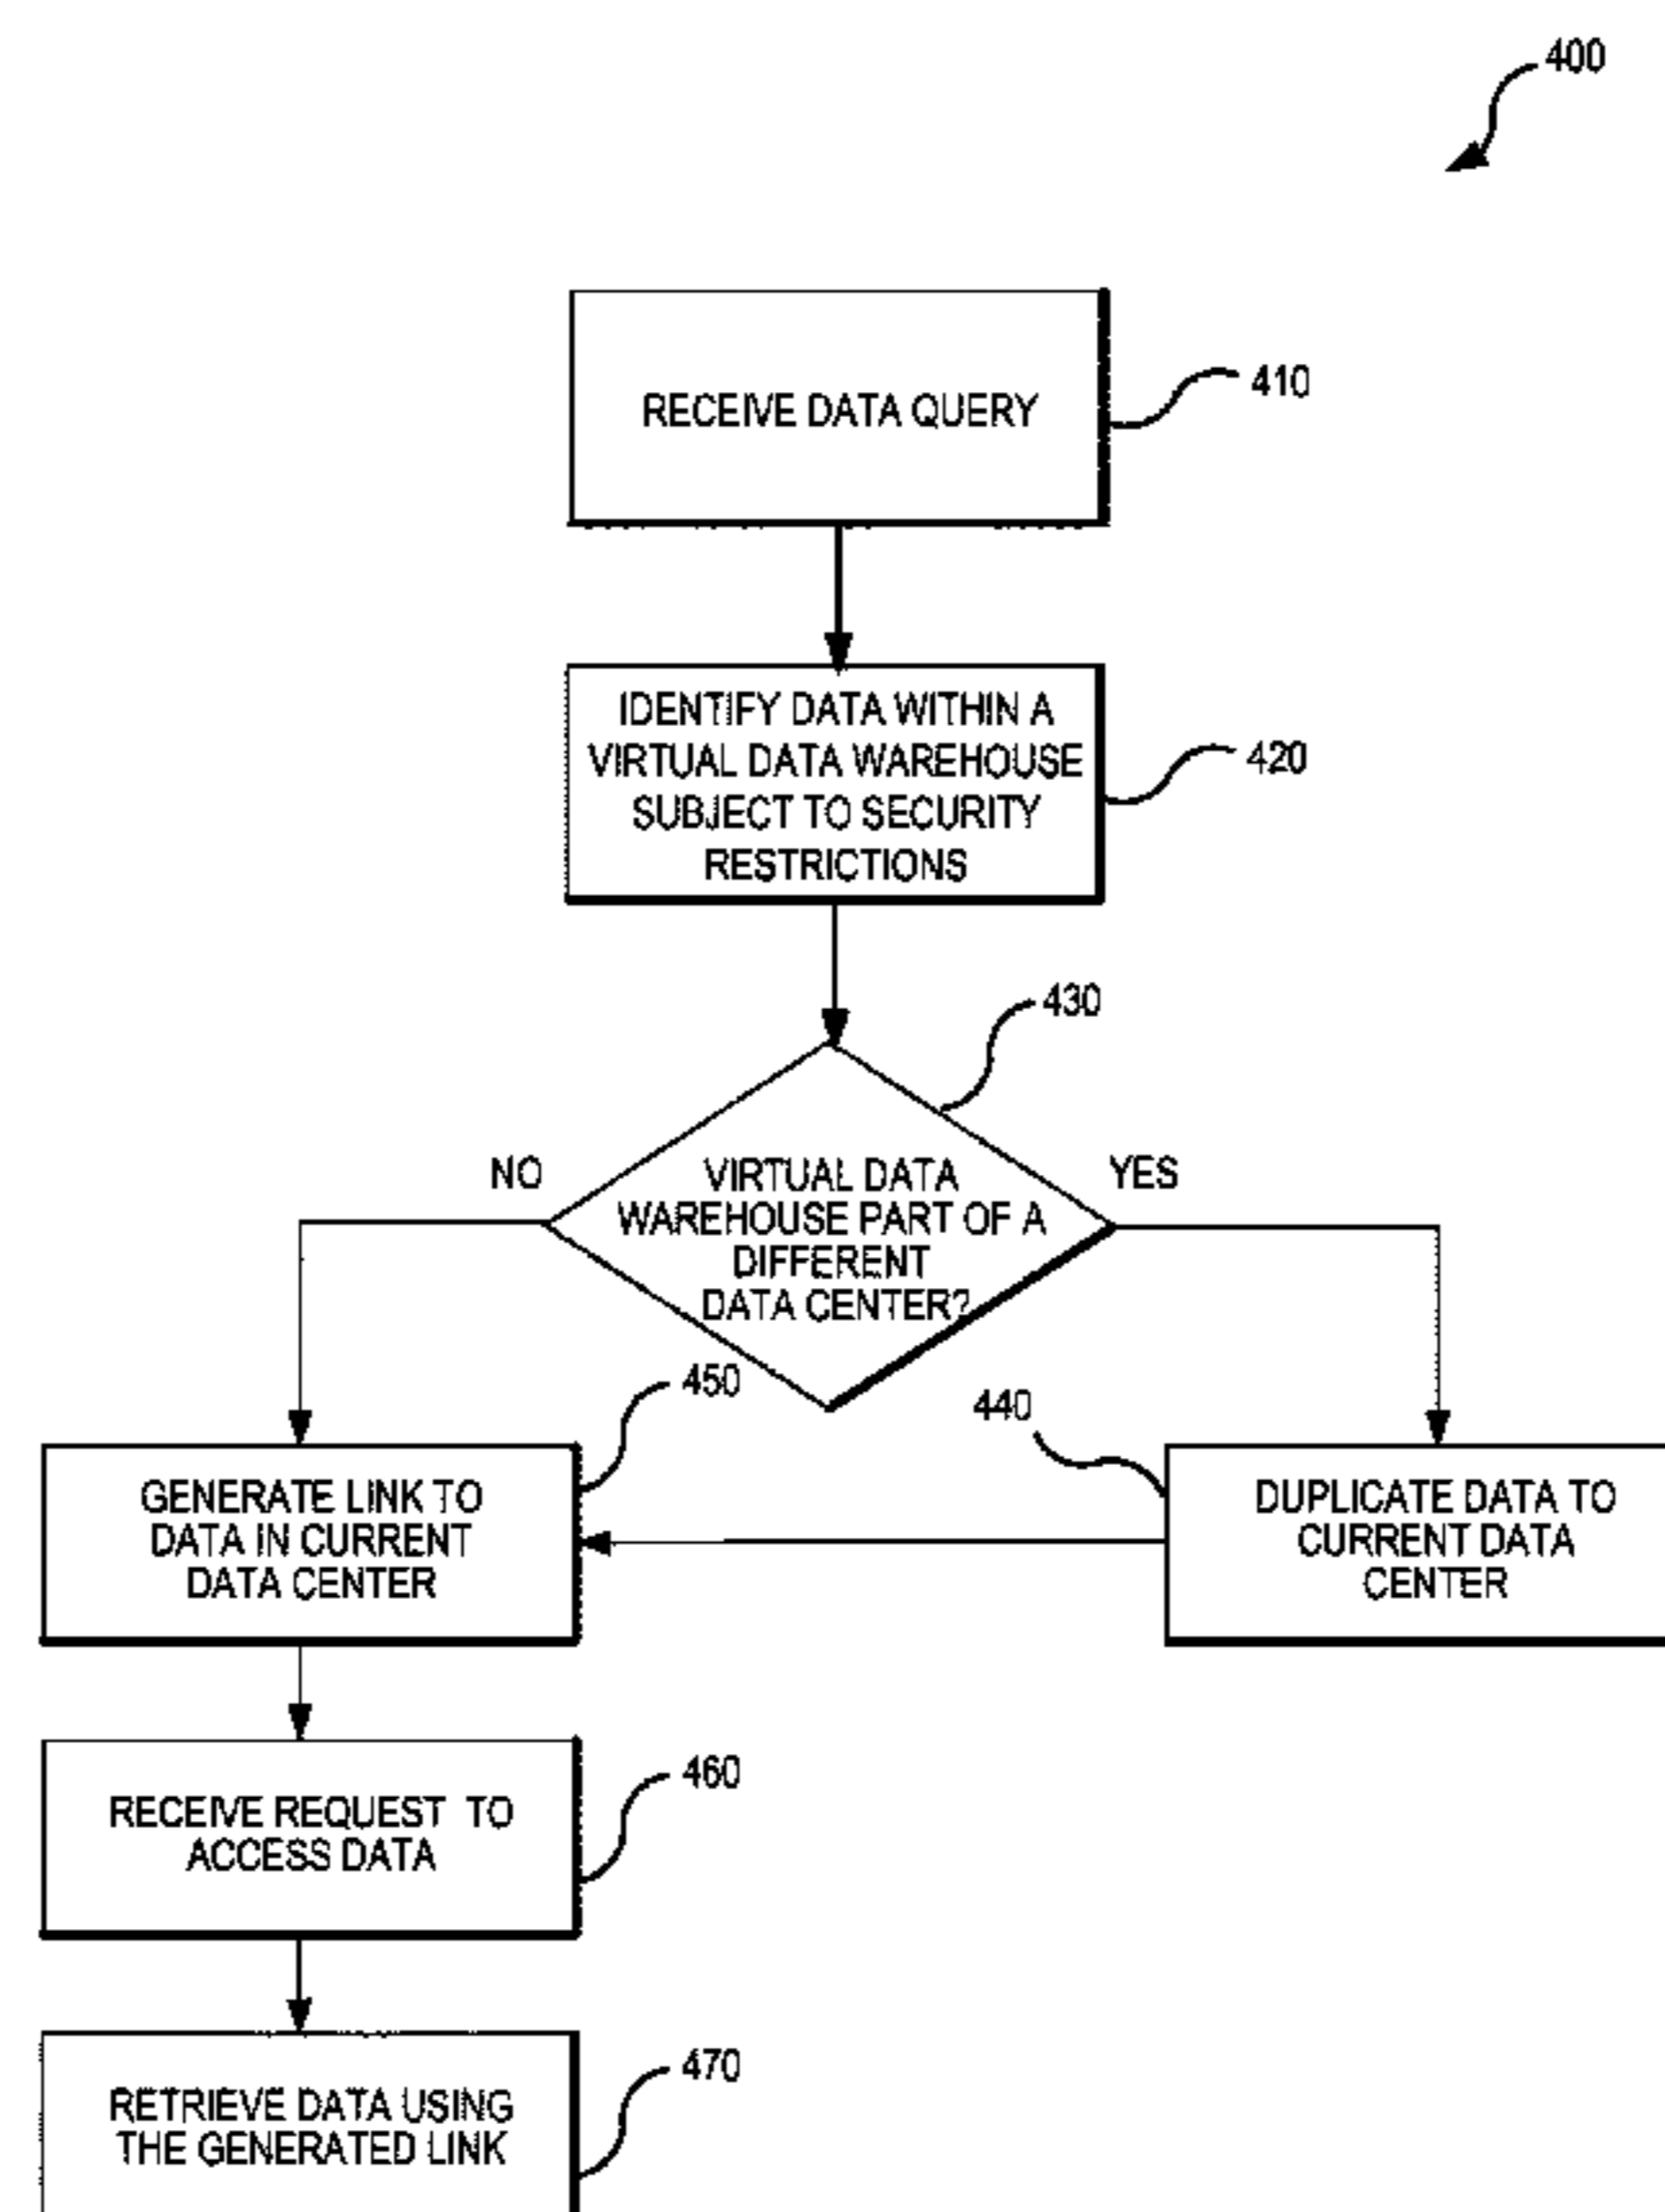 400
RECEIVE DATA QUERY
410
IDENTIFY DATA WITHIN A
VIRTUAL DATA WAREHOUSE
SUBJECT TO SECURITY
RESTRICTIONS
420
430
NO
YES
VIRTUAL DATA
WAREHOUSE PART OF A
DIFFERENT
DATA CENTER?
450
440
GENERATE LINK TO
DATA IN CURRENT
DATA CENTER
DUPLICATE DATA TO
CURRENT DATA
CENTER
460
RECEIVE REQUEST TO
ACCESS DATA
470
RETRIEVE DATA USING
THE GENERATED LINK